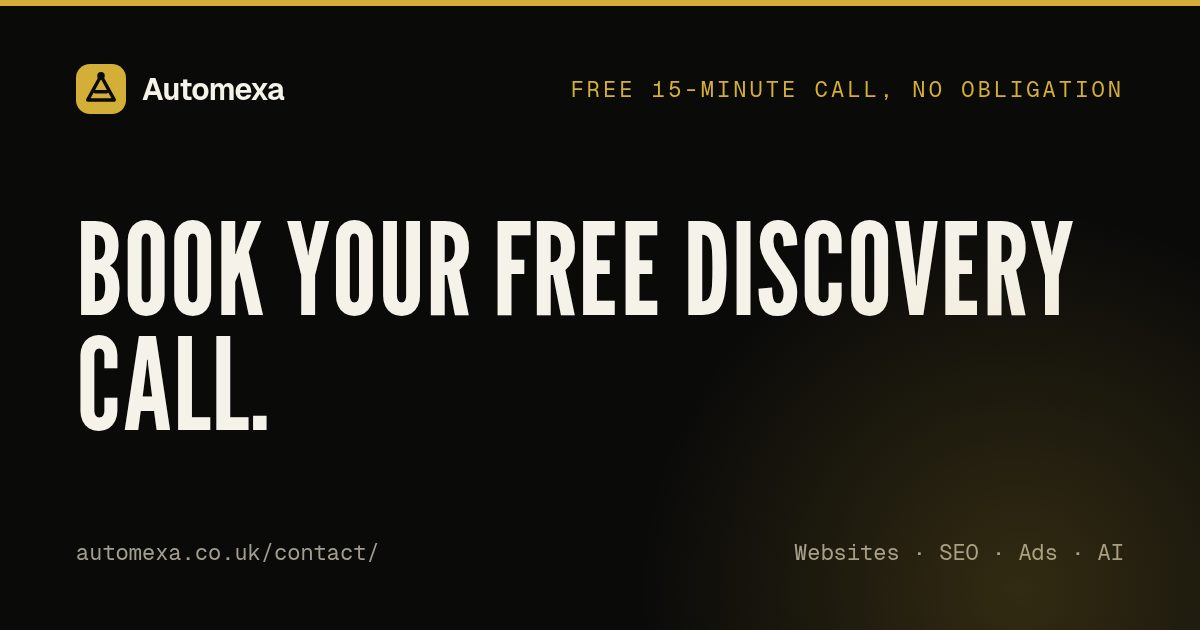 Automexa
FREE 15-MINUTE CALL, NO OBLIGATION
BOOK YOUR FREE DISCOVERY
CALL.
automexa.co.uk/contact/
Websites · SEO · Ads · AI